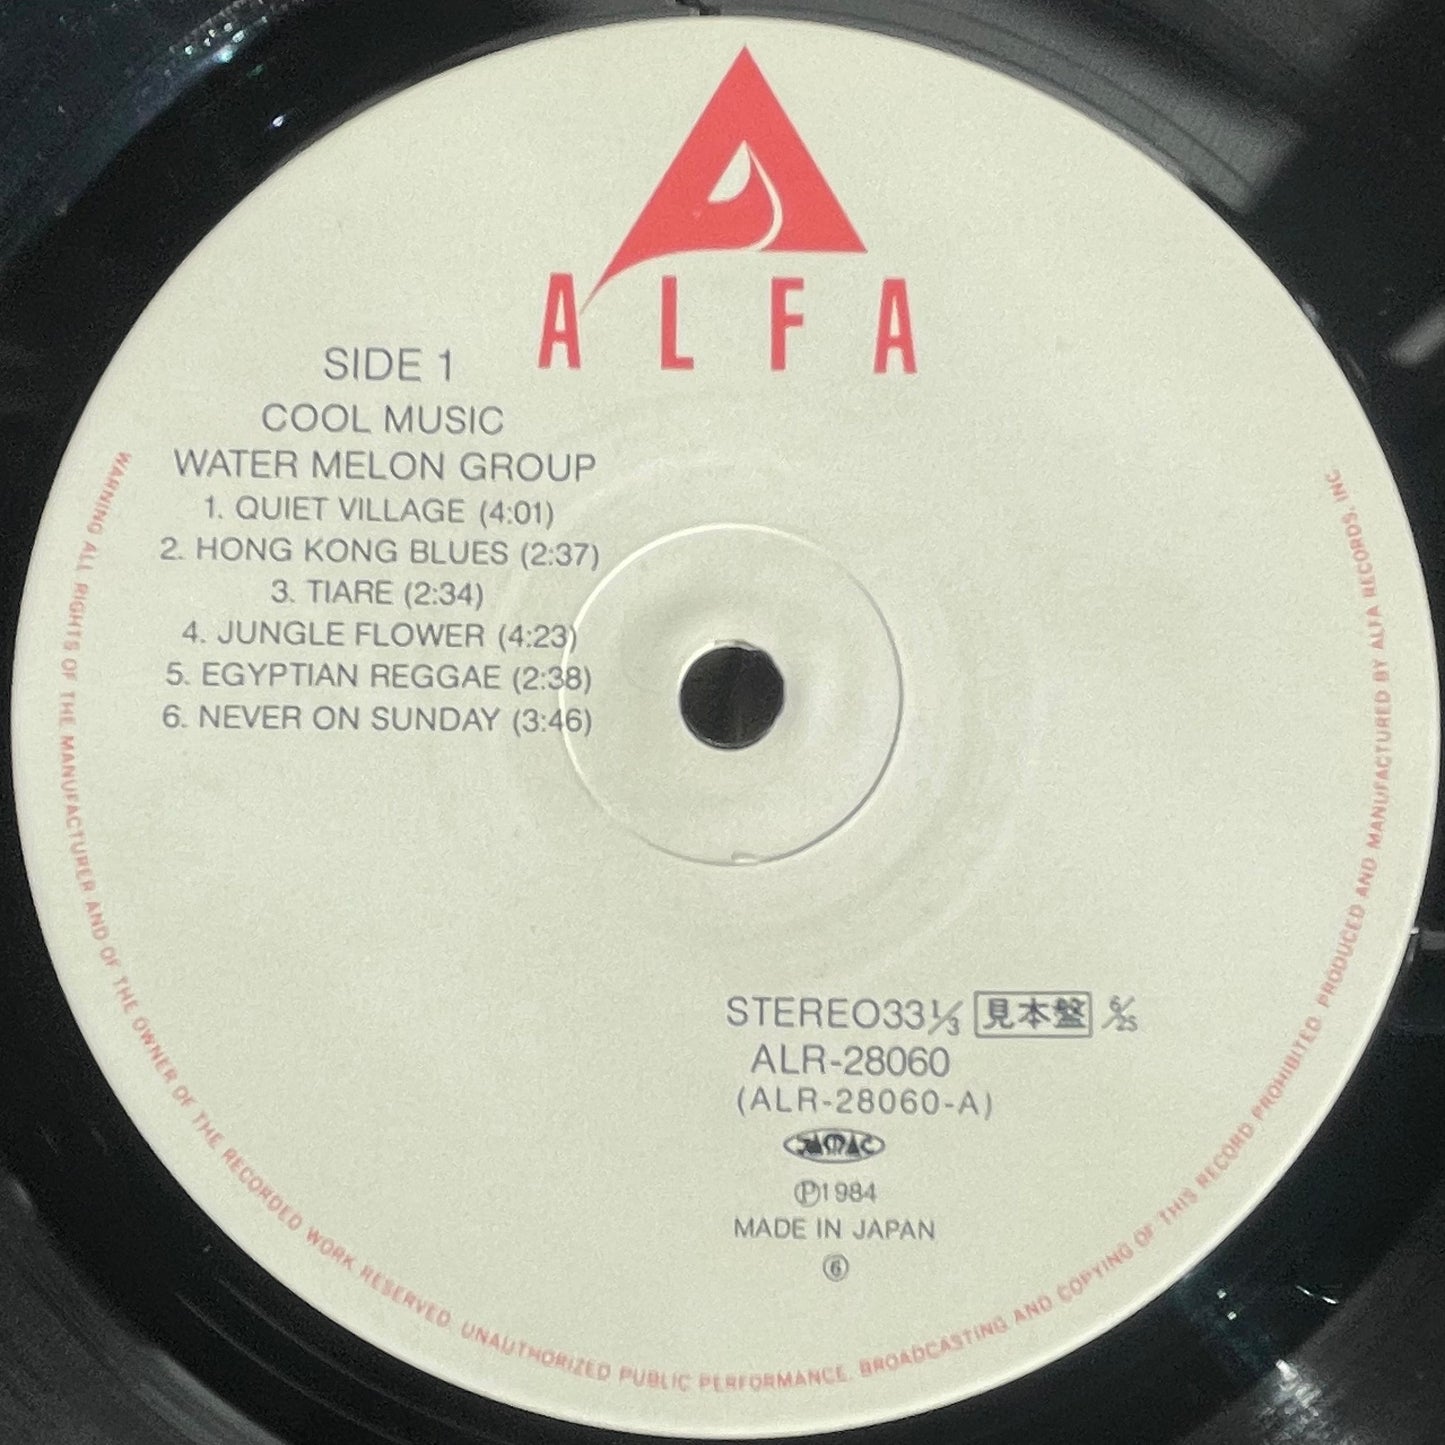 ALFA
SIDE 1
COOL MUSIC
WATER MELON GROUP
1. QUIET VILLAGE (4:01)
2. HONG KONG BLUES (2:37)
3. TIARE (2:34)
4. JUNGLE FLOWER (4:23)
5. EGYPTIAN REGGAE (2:38)
6. NEVER ON SUNDAY (3:46)
STEREO33⅓ 見本盤 6/25
ALR-28060
(ALR-28060-A)
℗1984
MADE IN JAPAN
⑥
WARNING ALL RIGHTS OF THE MANUFACTURER AND OF THE OWNER OF THE RECORDED WORK RESERVED. UNAUTHORIZED PUBLIC PERFORMANCE. BROADCASTING AND COPYING OF THIS RECORD PROHIBITED. PRODUCED AND MANUFACTURED BY ALFA RECORDS, INC